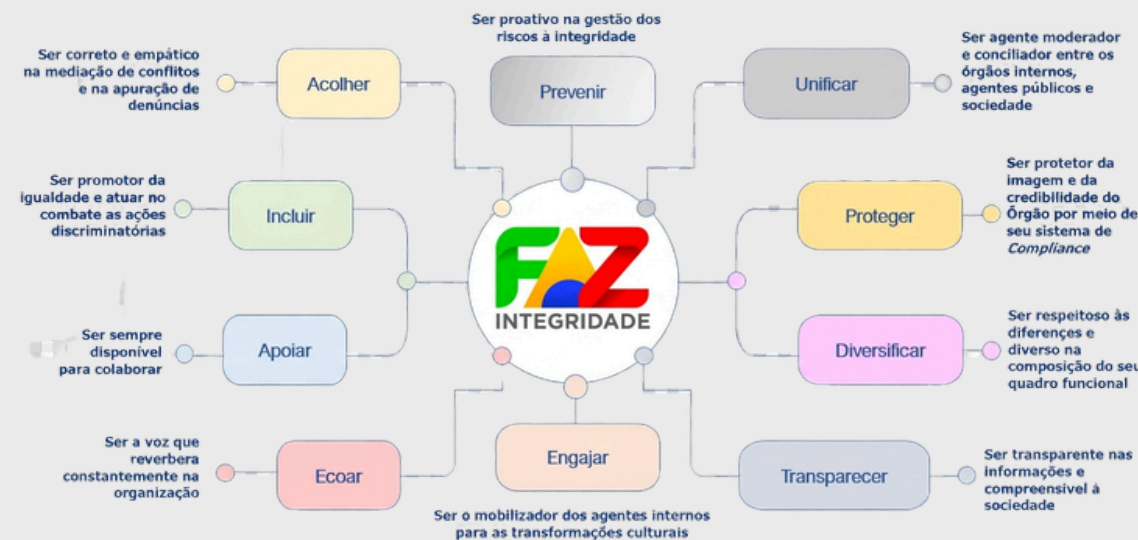 Ser proativo na gestão dos
riscos à integridade
Prevenir
Ser correto e empático
na mediação de conflitos
e na apuração de
denúncias
Acolher
Unificar
Ser agente moderador
e conciliador entre os
órgãos internos,
agentes públicos e
sociedade
Ser promotor da
igualdade e atuar no
combate as ações
discriminatórias
Incluir
Proteger
Ser protetor da
imagem e da
credibilidade do
Órgão por meio de
seu sistema de
Compliance
FAZ
INTEGRIDADE
Ser sempre
disponível
para colaborar
Apoiar
Diversificar
Ser respeitoso às
diferenças e
diverso na
composição do seu
quadro funcional
Ser a voz que
reverbera
constantemente na
organização
Ecoar
Engajar
Ser o mobilizador dos agentes internos
para as transformações culturais
Transparecer
Ser transparente nas
informações e
compreensivel à
sociedade